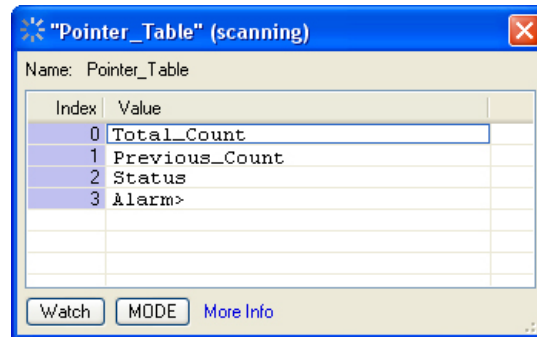 "Pointer_Table" (scanning)
Name: Pointer_Table
Index Value
0 Total_Count
1 Previous_Count
2 Status
3 Alarm>
Watch MODE More Info